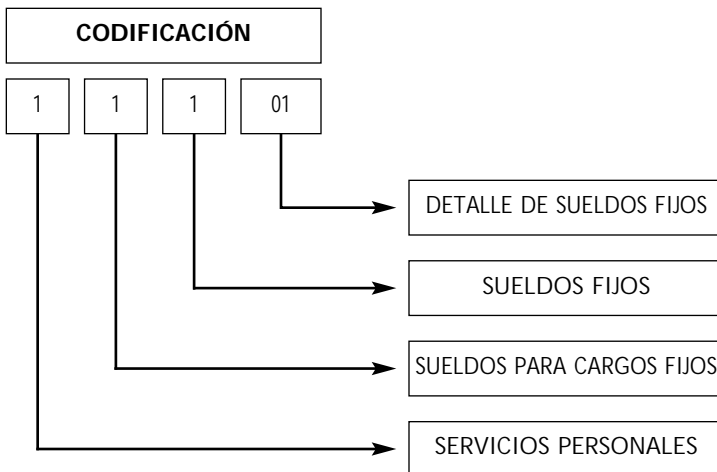 CODIFICACIÓN
1 1 1 01
DETALLE DE SUELDOS FIJOS
SUELDOS FIJOS
SUELDOS PARA CARGOS FIJOS
SERVICIOS PERSONALES